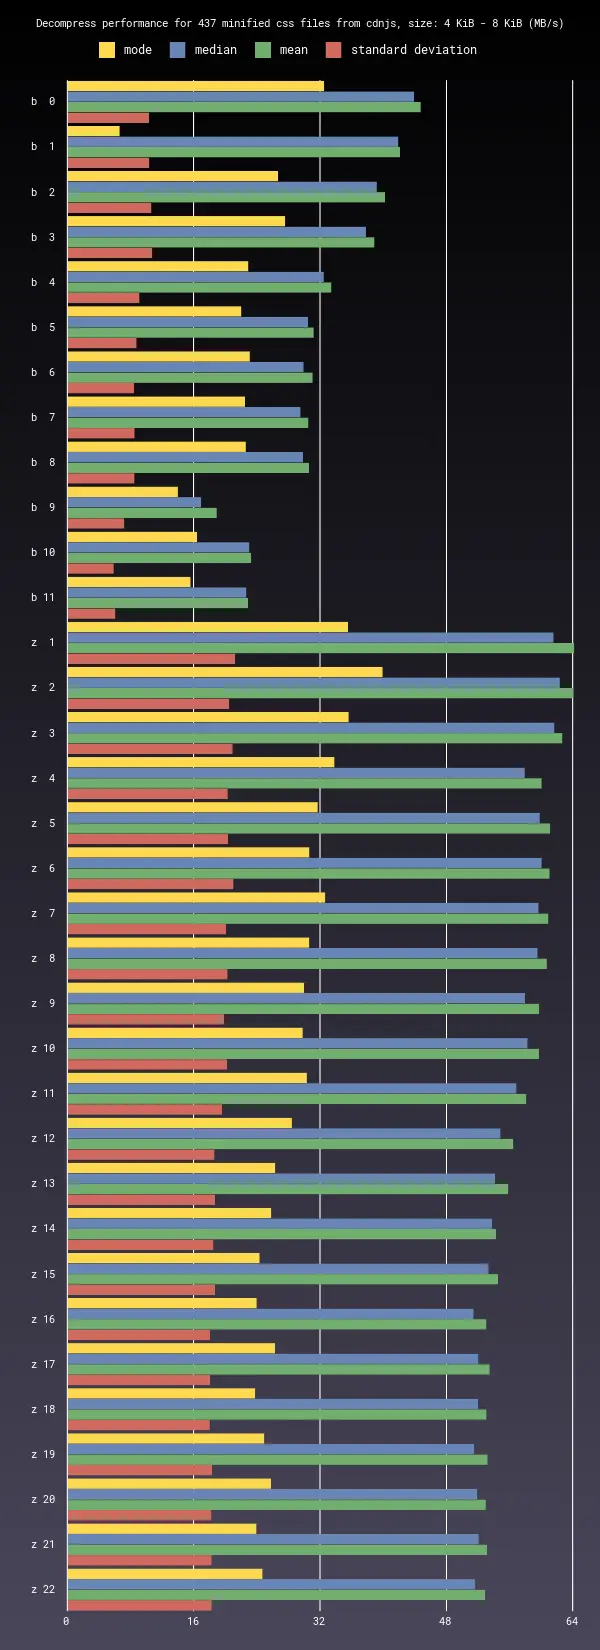 Decompress performance for 437 minified css files from cdnjs, size: 4 KiB - 8 KiB (MB/s)
mode median mean standard deviation
b 0
b 1
b 2
b 3
b 4
b 5
b 6
b 7
b 8
b 9
b 10
b 11
z 1
z 2
z 3
z 4
z 5
z 6
z 7
z 8
z 9
z 10
z 11
z 12
z 13
z 14
z 15
z 16
z 17
z 18
z 19
z 20
z 21
z 22
0 16 32 48 64